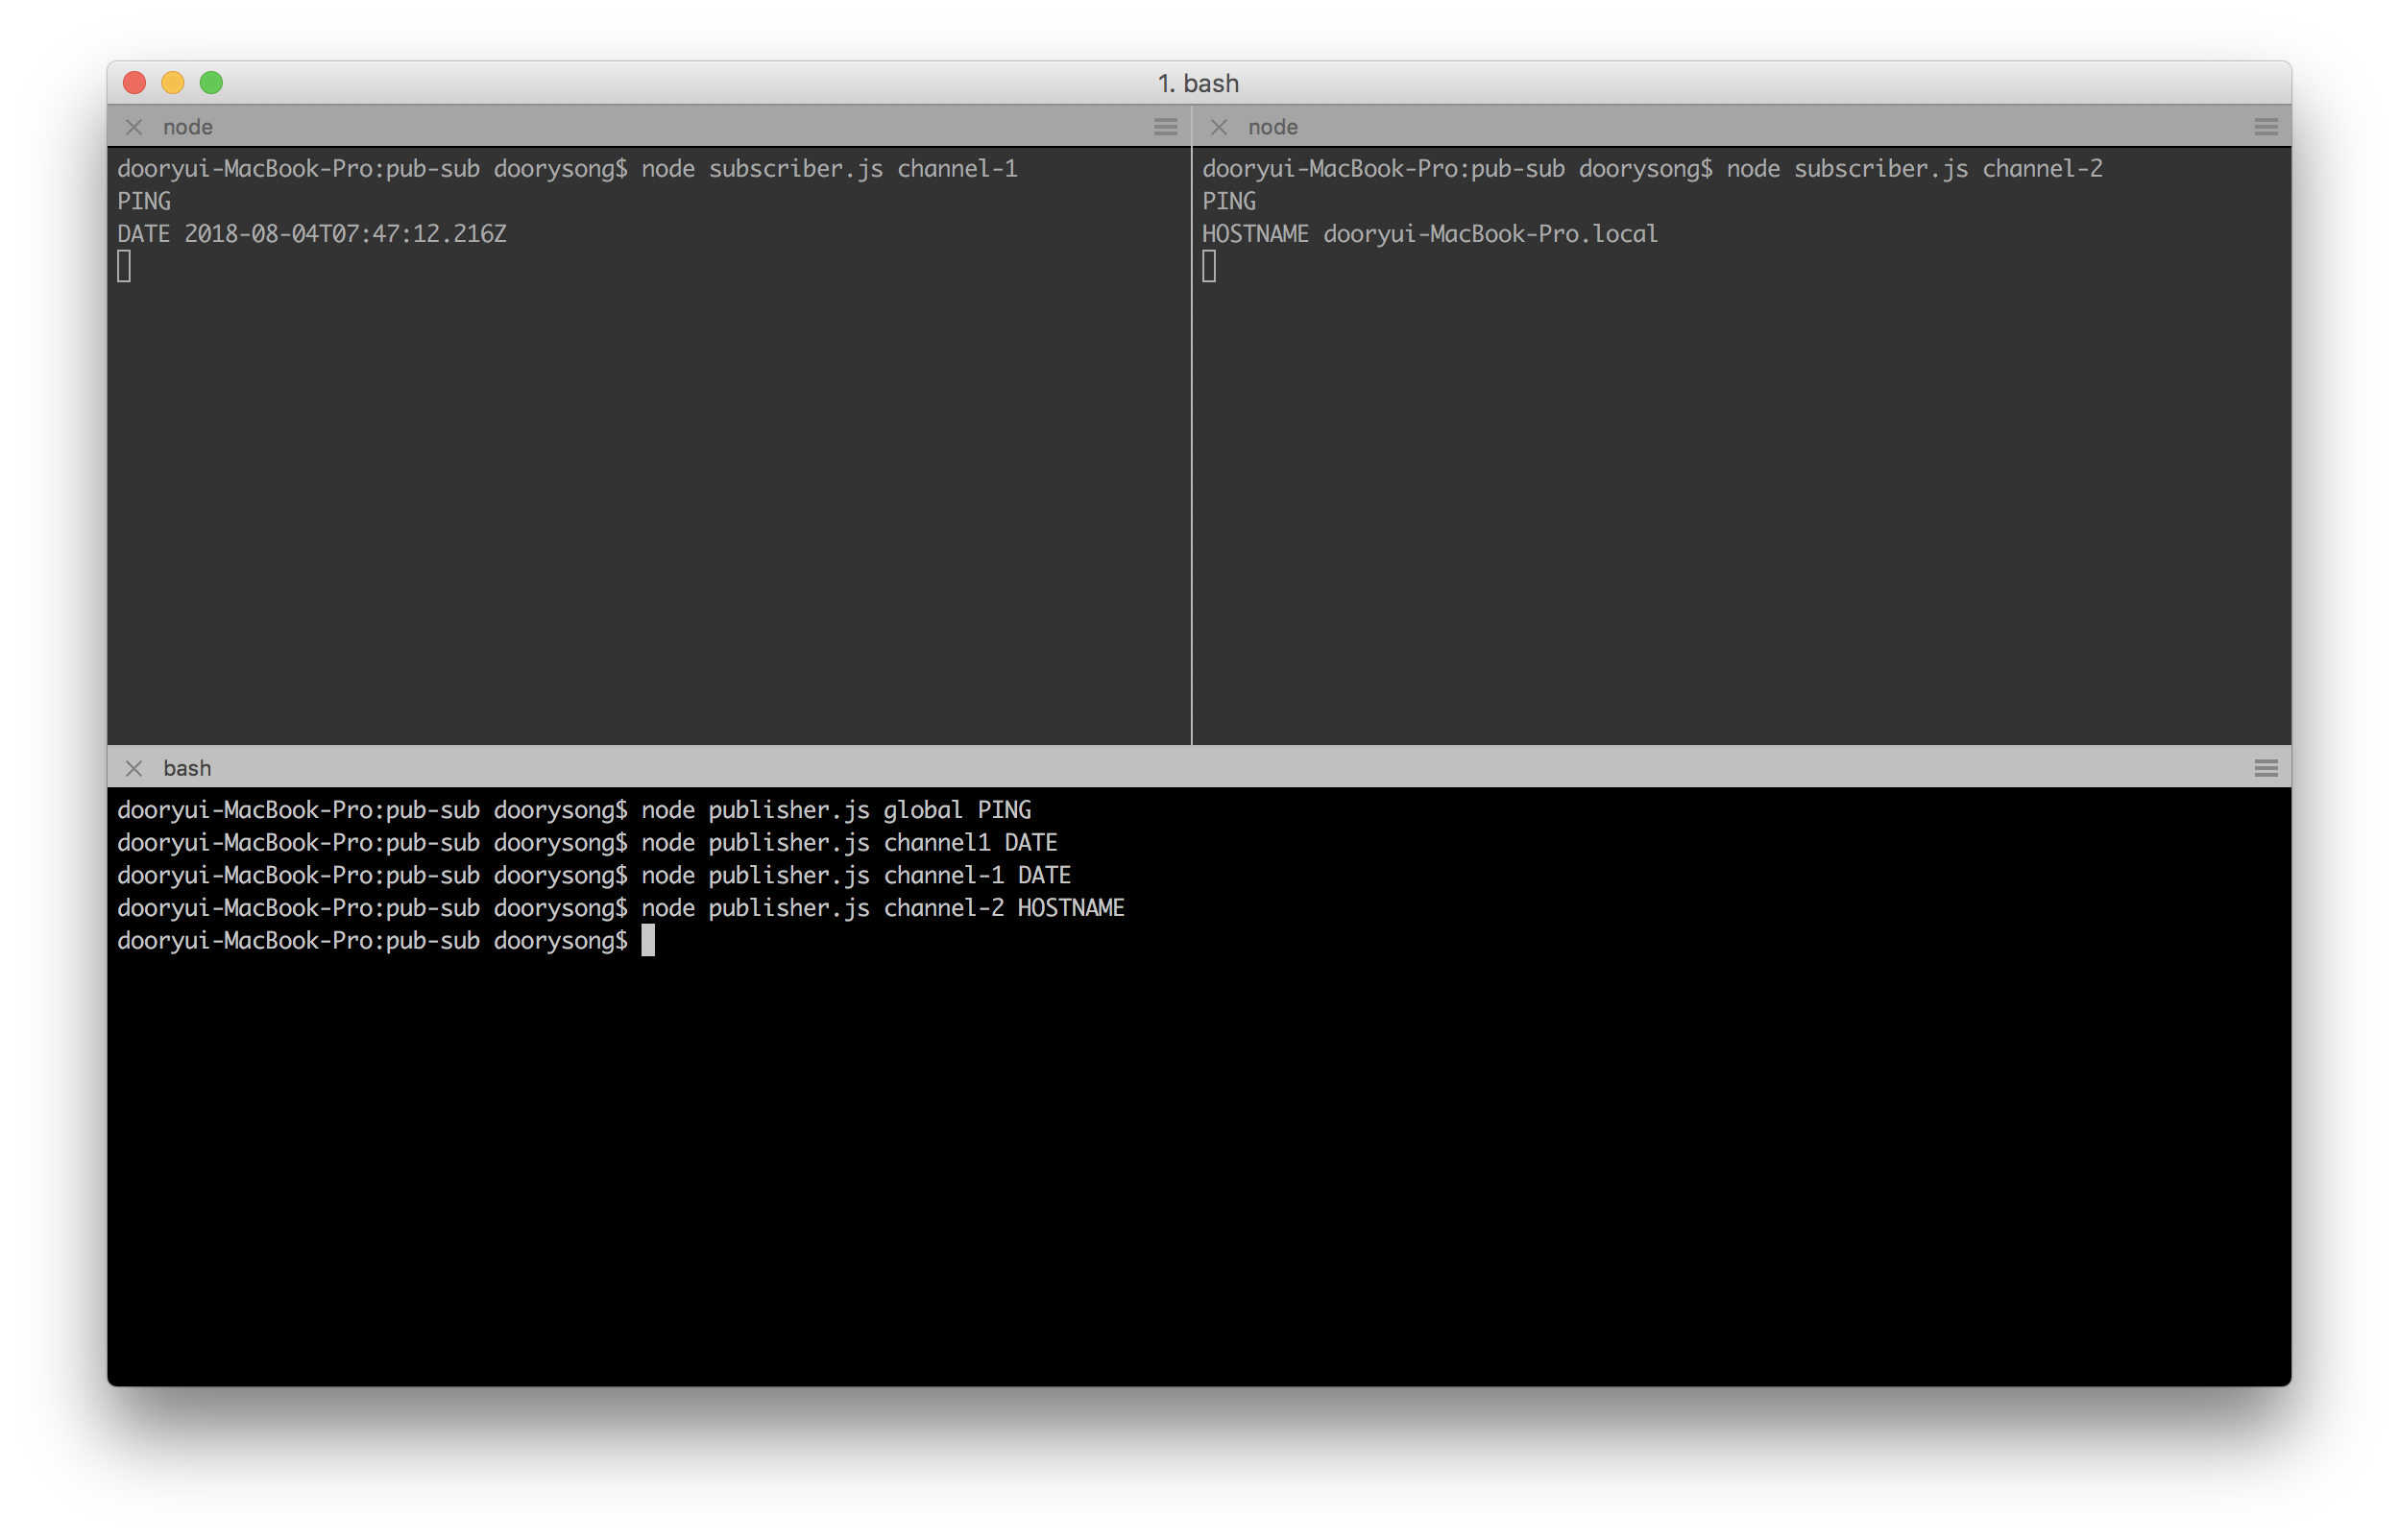 1. bash
node
dooryui-MacBook-Pro:pub-sub doorysong$ node subscriber.js channel-1
PING
DATE 2018-08-04T07:47:12.216Z
node
dooryui-MacBook-Pro:pub-sub doorysong$ node subscriber.js channel-2
PING
HOSTNAME dooryui-MacBook-Pro.local
bash
dooryui-MacBook-Pro:pub-sub doorysong$ node publisher.js global PING
dooryui-MacBook-Pro:pub-sub doorysong$ node publisher.js channel1 DATE
dooryui-MacBook-Pro:pub-sub doorysong$ node publisher.js channel-1 DATE
dooryui-MacBook-Pro:pub-sub doorysong$ node publisher.js channel-2 HOSTNAME
dooryui-MacBook-Pro:pub-sub doorysong$